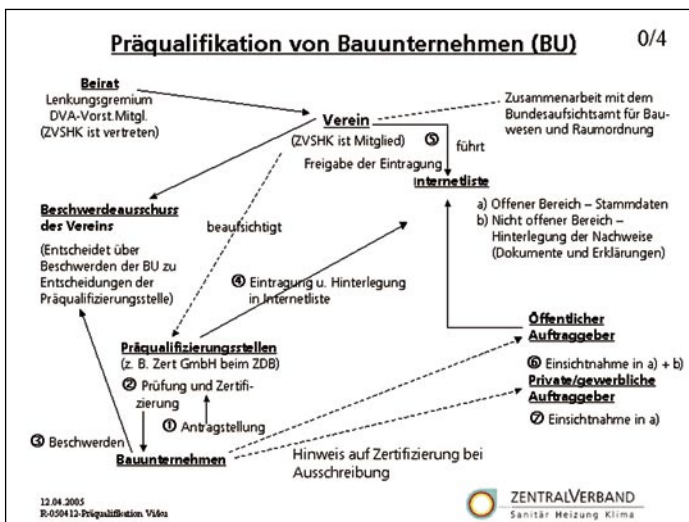 Präqualifikation von Bauunternehmen (BU)
0/4
Beirat
Lenkungsgremium
DVA-Vorst.Mitgl.
(ZVSHK ist vertreten)
Verein
(ZVSHK ist Mitglied)
⑤
Freigabe der Eintragung
führt
Zusammenarbeit mit dem
Bundesaufsichtsamt für Bau-
wesen und Raumordnung
Internetliste
a) Offener Bereich – Stammdaten
b) Nicht offener Bereich –
Hinterlegung der Nachweise
(Dokumente und Erklärungen)
Beschwerdeausschuss
des Vereins
(Entscheidet über
Beschwerden der BU zu
Entscheidungen der
Präqualifizierungsstelle)
beaufsichtigt
④ Eintragung u. Hinterlegung
in Internetliste
Präqualifizierungsstellen
(z. B. Zert GmbH beim ZDB)
② Prüfung und Zertifi-
zierung
① Antragstellung
③ Beschwerden
Bauunternehmen
Öffentlicher
Auftraggeber
⑥ Einsichtnahme in a) + b)
Private/gewerbliche
Auftraggeber
⑦ Einsichtnahme in a)
Hinweis auf Zertifizierung bei
Ausschreibung
12.04.2005
R-050412-Präqualifikation
ZENTRALVERBAND
Sanitär Heizung Klima